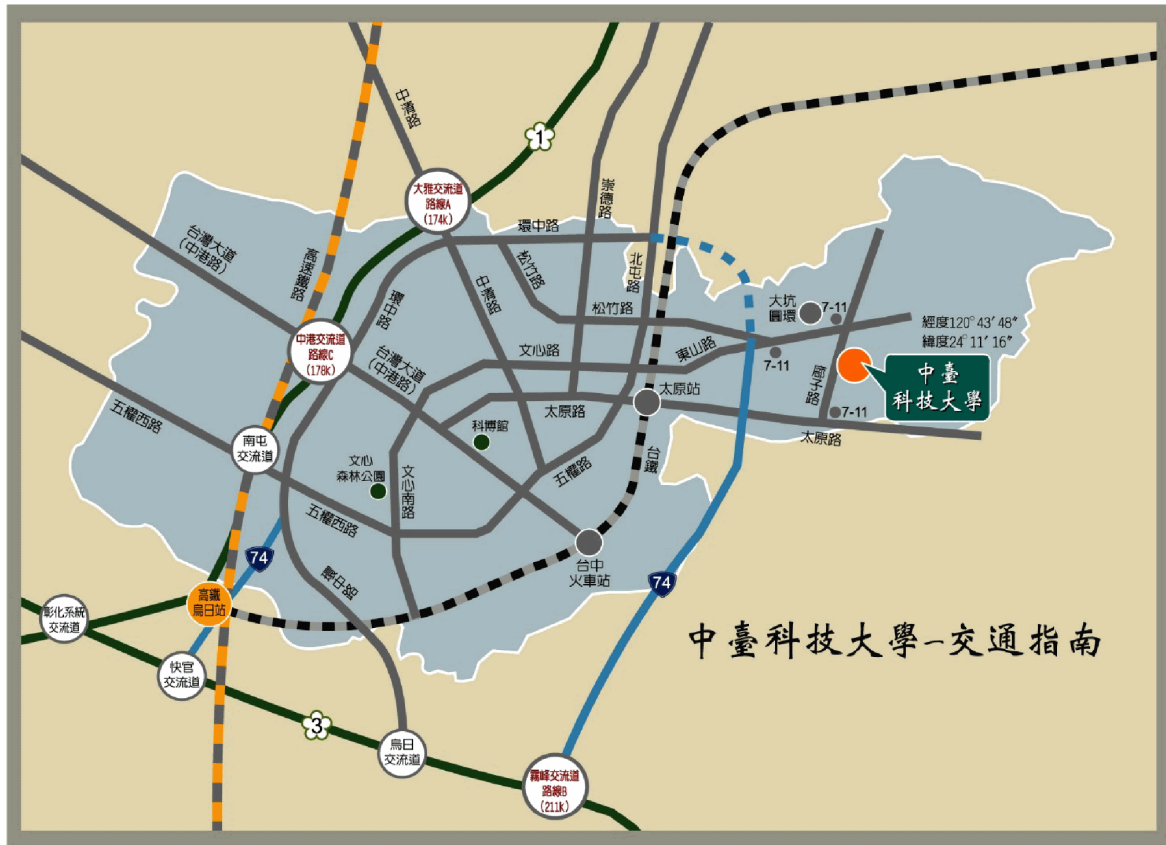 中清路
1
大雅交流道
路線A
(174k)
崇德路
環中路
台灣大道
(中港路)
高速鐵路
松竹路
北屯路
中清路
環中路
大坑
圓環
7-11
松竹路
經度120°43′48″
緯度24°11′16″
中港交流道
路線C
(178k)
台灣大道
(中港路)
文心路
東山路
7-11
中臺
科技大學
太原站
7-11
五權西路
太原路
太原路
科博館
南屯
交流道
文心
森林公園
文心南路
五權路
台鐵
五權西路
74
台中
火車站
74
高鐵
烏日站
彰化系統
交流道
中臺科技大學-交通指南
快官
交流道
3
烏日
交流道
霧峰交流道
路線B
(211k)